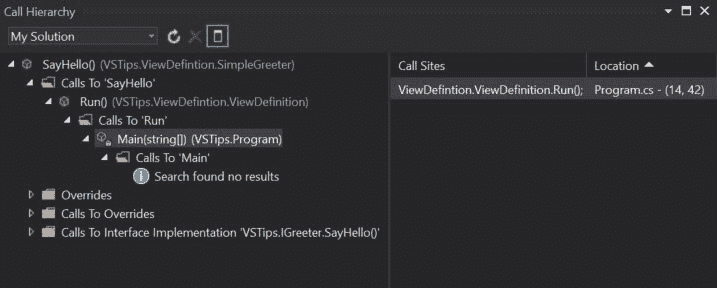 Call Hierarchy
My Solution
SayHello() (VSTips.ViewDefintion.SimpleGreeter)
Calls To 'SayHello'
Run() (VSTips.ViewDefintion.ViewDefinition)
Calls To 'Run'
Main(string[]) (VSTips.Program)
Calls To 'Main'
Search found no results
Overrides
Calls To Overrides
Calls To Interface Implementation 'VSTips.IGreeter.SayHello()'
Call Sites Location
ViewDefintion.ViewDefinition.Run(); Program.cs - (14, 42)